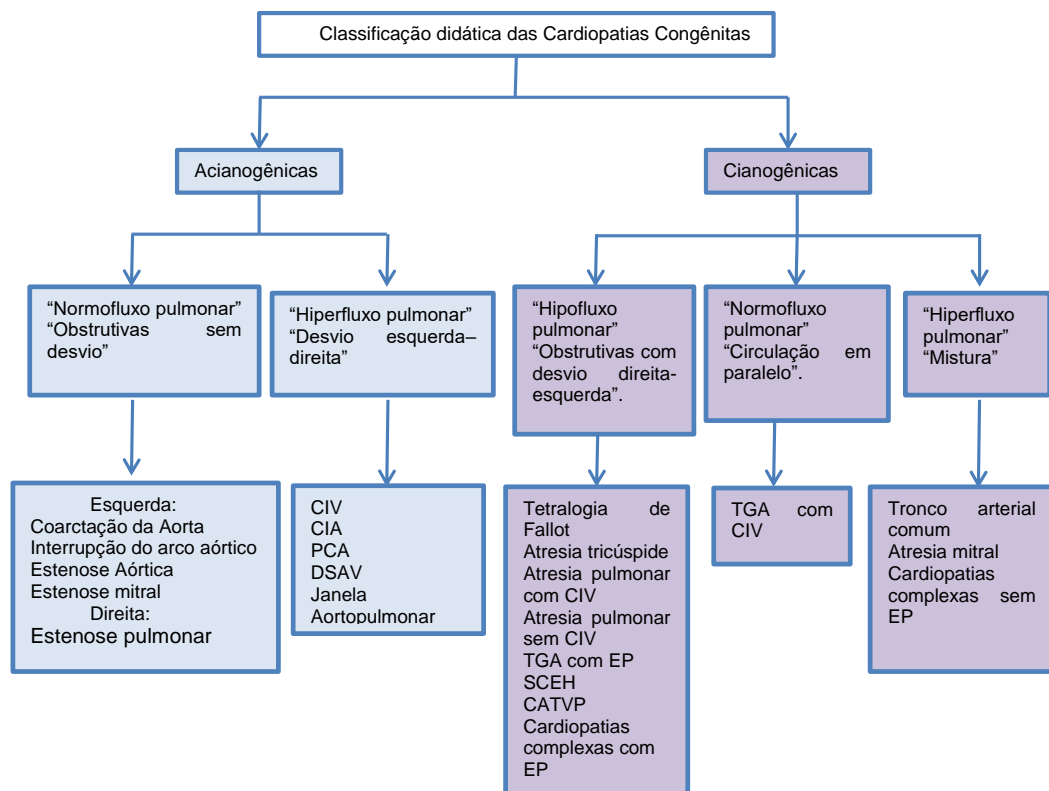 Classificação didática das Cardiopatias Congênitas
Acianogênicas
Cianogênicas
“Normofluxo pulmonar”
“Obstrutivas sem
desvio”
“Hiperfluxo pulmonar”
“Desvio esquerda–
direita”
“Hipofluxo
pulmonar”
“Obstrutivas com
desvio direita-
esquerda”.
“Normofluxo
pulmonar”
“Circulação em
paralelo”.
“Hiperfluxo
pulmonar”
“Mistura”
Esquerda:
Coarctação da Aorta
Interrupção do arco aórtico
Estenose Aórtica
Estenose mitral
Direita:
Estenose pulmonar
CIV
CIA
PCA
DSAV
Janela
Aortopulmonar
Tetralogia de
Fallot
Atresia tricúspide
Atresia pulmonar
com CIV
Atresia pulmonar
sem CIV
TGA com EP
SCEH
CATVP
Cardiopatias
complexas com
EP
TGA com
CIV
Tronco arterial
comum
Atresia mitral
Cardiopatias
complexas sem
EP